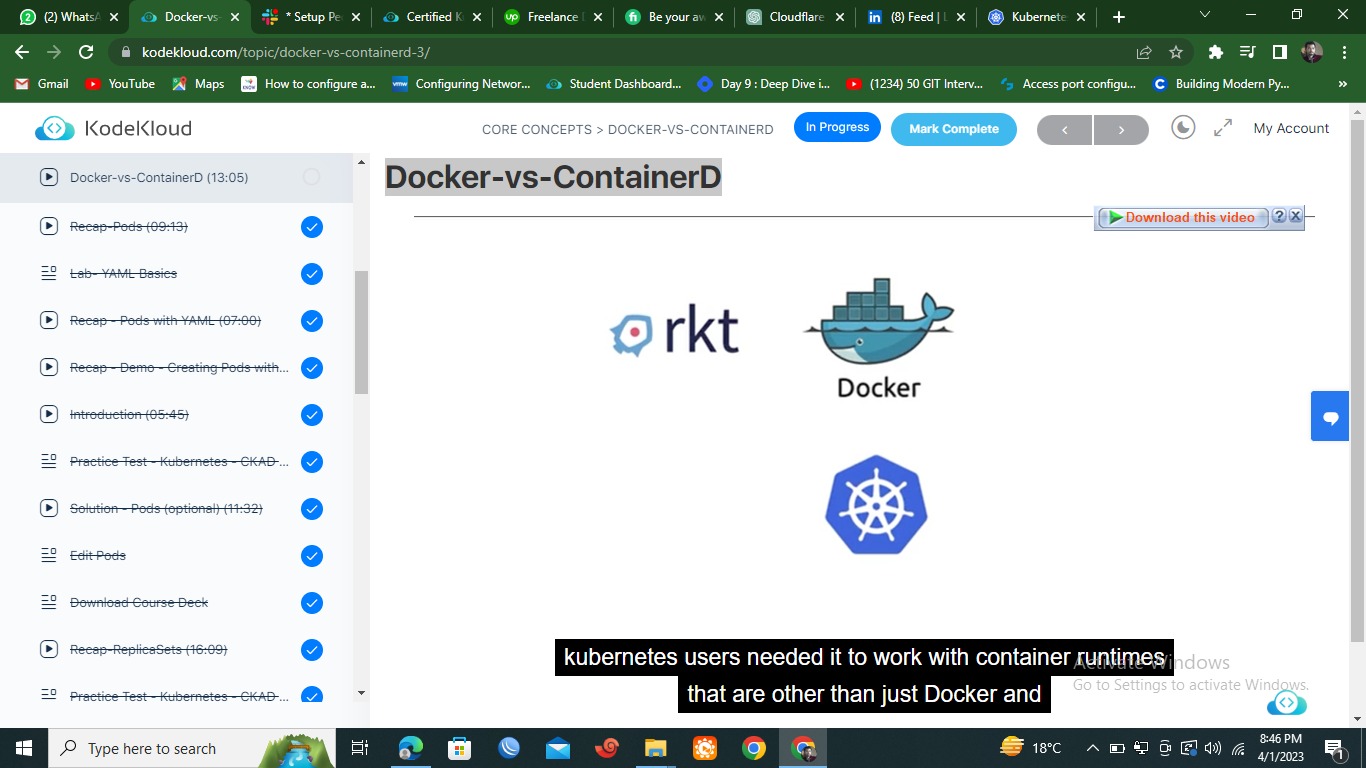 (2) WhatsA
Docker-vs-
* Setup Pe
Certified K
Freelance
Be your aw
Cloudflare
(8) Feed | L
Kubernete
kodekloud.com/topic/docker-vs-containerd-3/
Gmail
YouTube
Maps
How to configure a...
Configuring Networ...
Student Dashboard...
Day 9 : Deep Dive i...
(1234) 50 GIT Interv...
Access port configu...
Building Modern Py...
»
KodeKloud
CORE CONCEPTS > DOCKER-VS-CONTAINERD
In Progress
Mark Complete
My Account
Docker-vs-ContainerD (13:05)
Recap-Pods (09:13)
Lab- YAML Basics
Recap - Pods with YAML (07:00)
Recap - Demo - Creating Pods with...
Introduction (05:45)
Practice Test - Kubernetes - CKAD ...
Solution - Pods (optional) (11:32)
Edit Pods
Download Course Deck
Recap-ReplicaSets (16:09)
Practice Test - Kubernetes - CKAD ...
Docker-vs-ContainerD
Download this video
rkt
Docker
kubernetes users needed it to work with container runtimes
that are other than just Docker and
Activate Windows
Go to Settings to activate Windows.
Type here to search
18°C
8:46 PM
4/1/2023
1